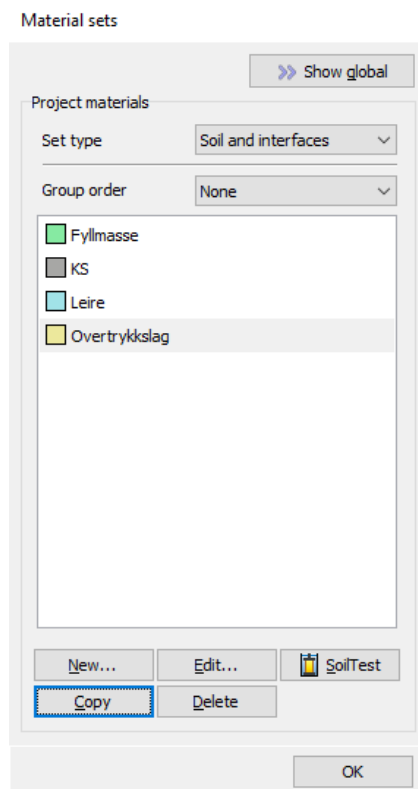 Material sets
Show global
Project materials
Set type Soil and interfaces
Group order None
Fyllmasse
KS
Leire
Overtrykkslag
New... Edit... SoilTest
Copy Delete
OK